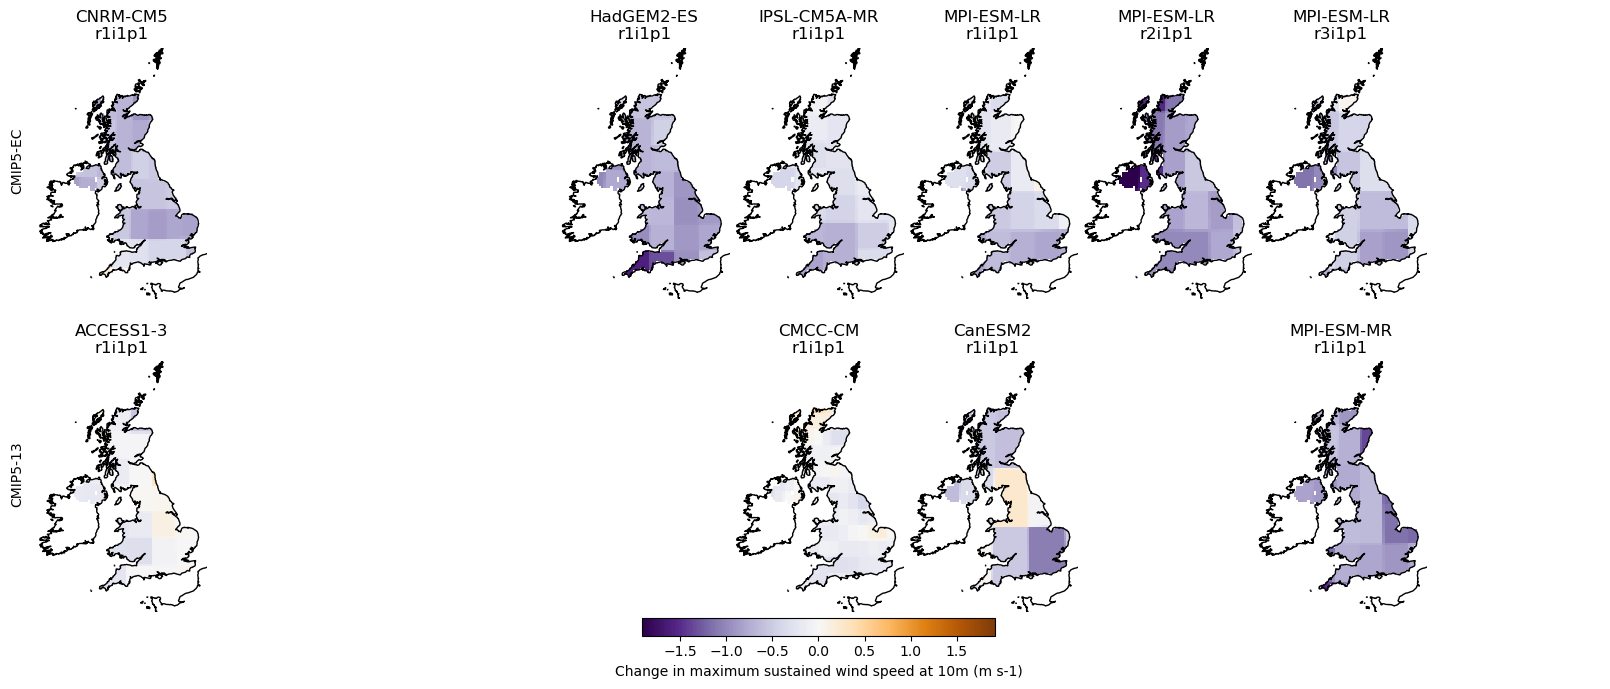 CNRM-CM5
r1i1p1
HadGEM2-ES
r1i1p1
IPSL-CM5A-MR
r1i1p1
MPI-ESM-LR
r1i1p1
MPI-ESM-LR
r2i1p1
MPI-ESM-LR
r3i1p1
CMIP5-EC
ACCESS1-3
r1i1p1
CMCC-CM
r1i1p1
CanESM2
r1i1p1
MPI-ESM-MR
r1i1p1
CMIP5-13
−1.5 −1.0 −0.5 0.0 0.5 1.0 1.5
Change in maximum sustained wind speed at 10m (m s-1)